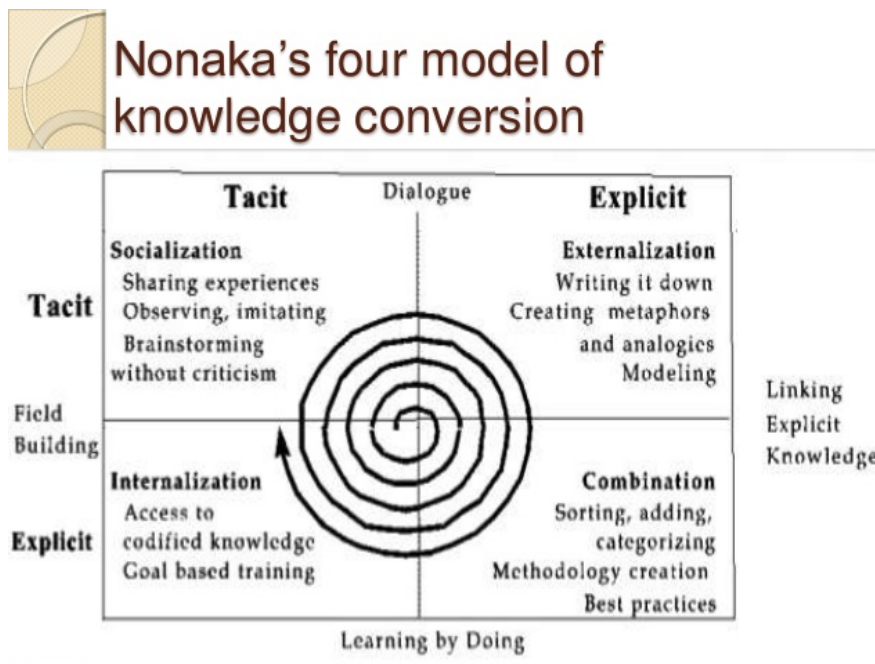 Nonaka's four model of
knowledge conversion
Tacit
Dialogue
Explicit
Socialization
Sharing experiences
Observing, imitating
Brainstorming
without criticism
Externalization
Writing it down
Creating metaphors
and analogies
Modeling
Tacit
Field
Building
Linking
Explicit
Knowledge
Internalization
Access to
codified knowledge
Goal based training
Combination
Sorting, adding,
categorizing
Methodology creation
Best practices
Explicit
Learning by Doing